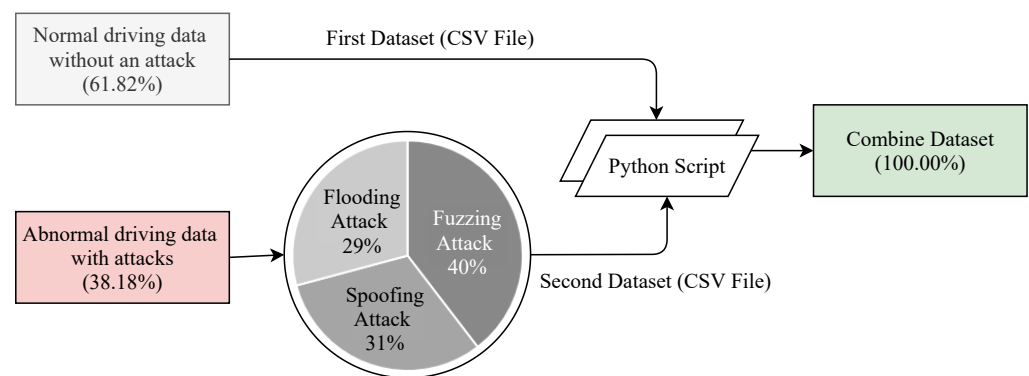 Normal driving data
without an attack
(61.82%)
First Dataset (CSV File)
Python Script
Combine Dataset
(100.00%)
Abnormal driving data
with attacks
(38.18%)
Flooding
Attack
29%
Fuzzing
Attack
40%
Spoofing
Attack
31%
Second Dataset (CSV File)